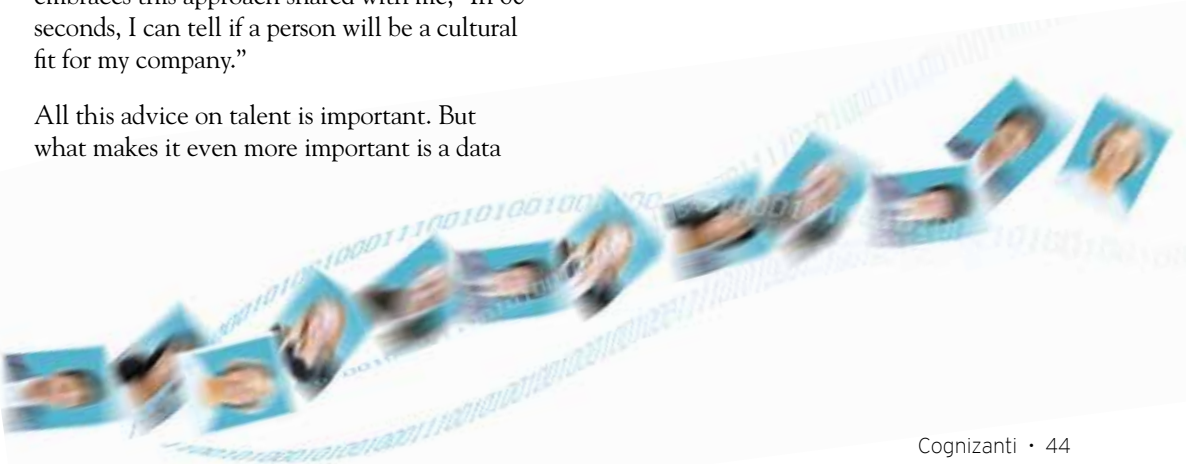 embraces this approach shared with me, "In 60
seconds, I can tell if a person will be a cultural
fit for my company."
All this advice on talent is important. But
what makes it even more important is a data
Cognizanti • 44